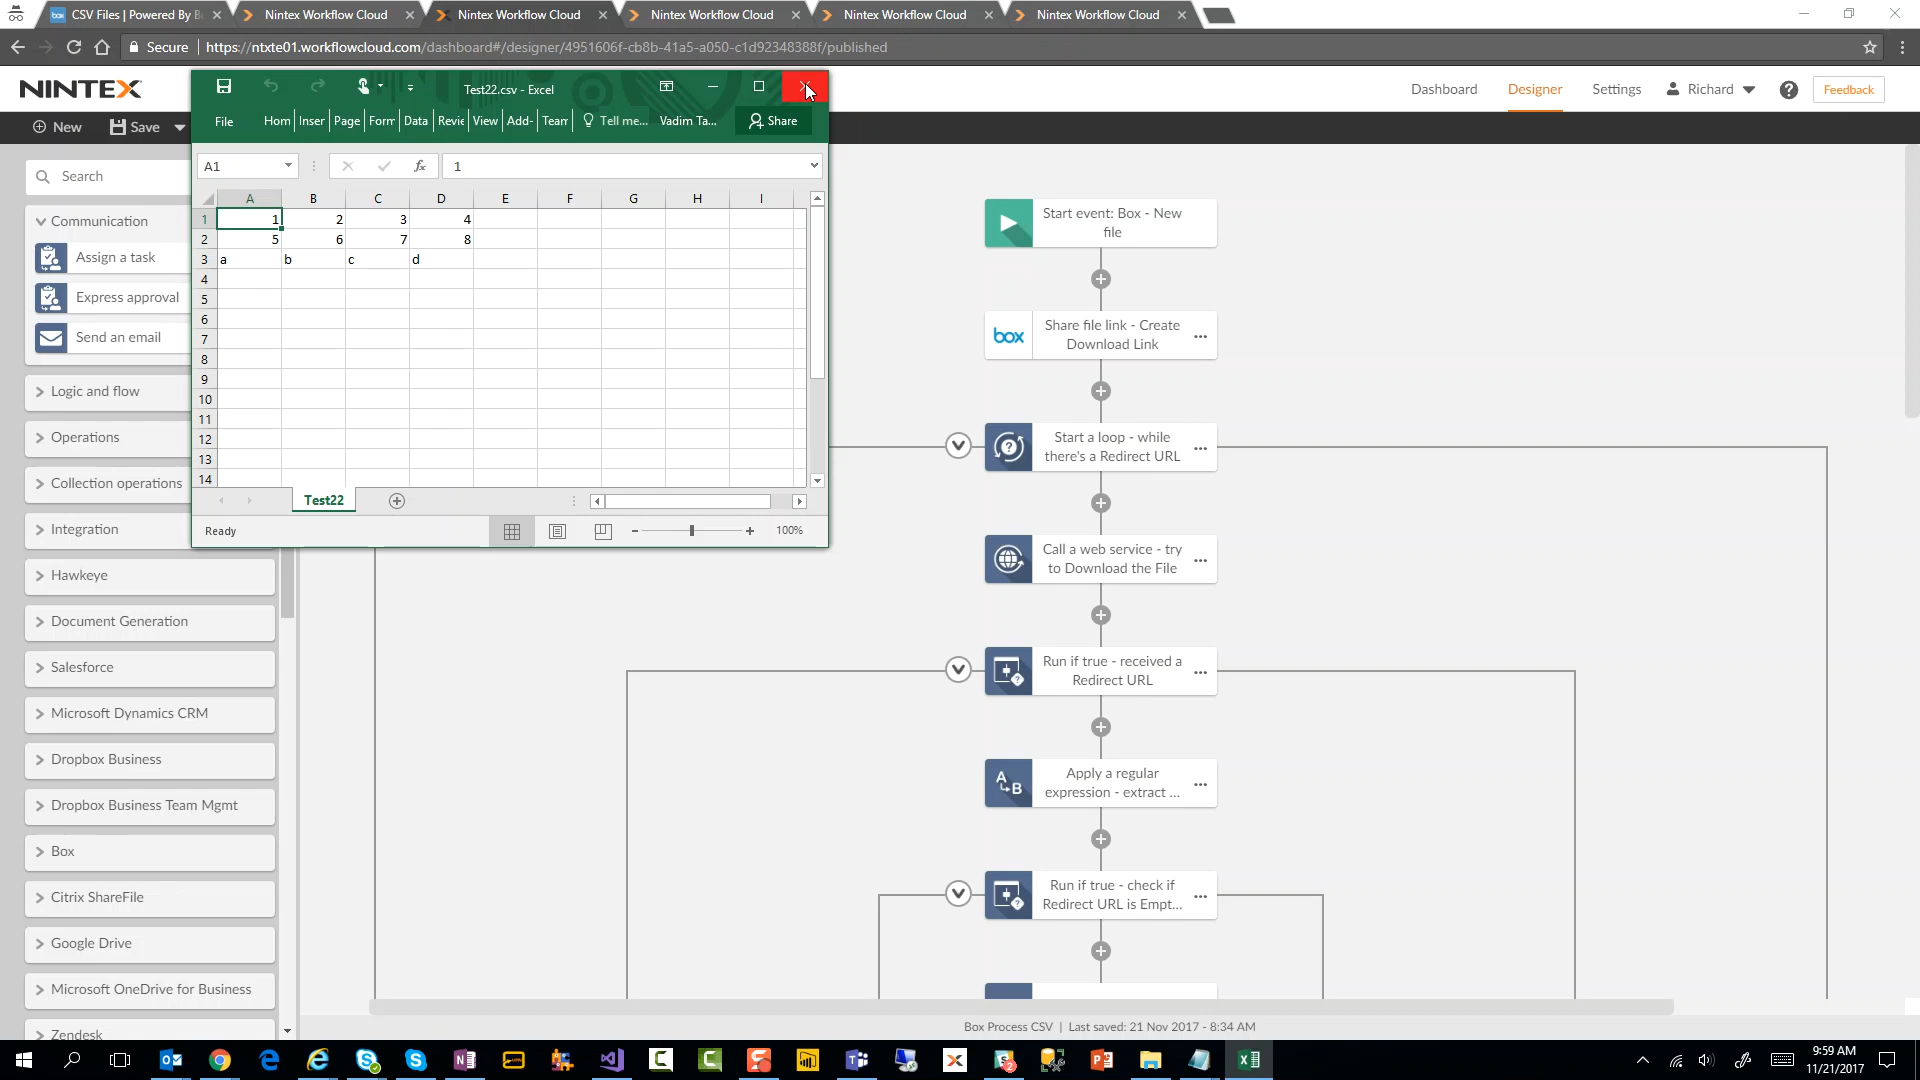 CSV Files | Powered By B
Nintex Workflow Cloud
Nintex Workflow Cloud
Nintex Workflow Cloud
Nintex Workflow Cloud
Nintex Workflow Cloud
Secure
https://ntxte01.workflowcloud.com/dashboard#/designer/4951606f-cb8b-41a5-a050-c1d92348388f/published
NINTEX
Dashboard
Designer
Settings
Richard
Feedback
New
Save
Test22.csv - Excel
File
Hom
Inser
Page
Form
Data
Revie
View
Add-
Team
Tell me...
Vadim Ta...
Share
A1
fx
1
A B C D E F G H I
1 1 2 3 4
2 5 6 7 8
3 a b c d
4
5
6
7
8
9
10
11
12
13
14
Test22
Ready
100%
Search
Communication
Assign a task
Express approval
Send an email
Logic and flow
Operations
Collection operations
Integration
Hawkeye
Document Generation
Salesforce
Microsoft Dynamics CRM
Dropbox Business
Dropbox Business Team Mgmt
Box
Citrix ShareFile
Google Drive
Microsoft OneDrive for Business
Zendesk
Start event: Box - New
file
box
Share file link - Create
Download Link
Start a loop - while
there's a Redirect URL
Call a web service - try
to Download the File
Run if true - received a
Redirect URL
Apply a regular
expression - extract ...
Run if true - check if
Redirect URL is Empt...
Box Process CSV | Last saved: 21 Nov 2017 - 8:34 AM
9:59 AM
11/21/2017